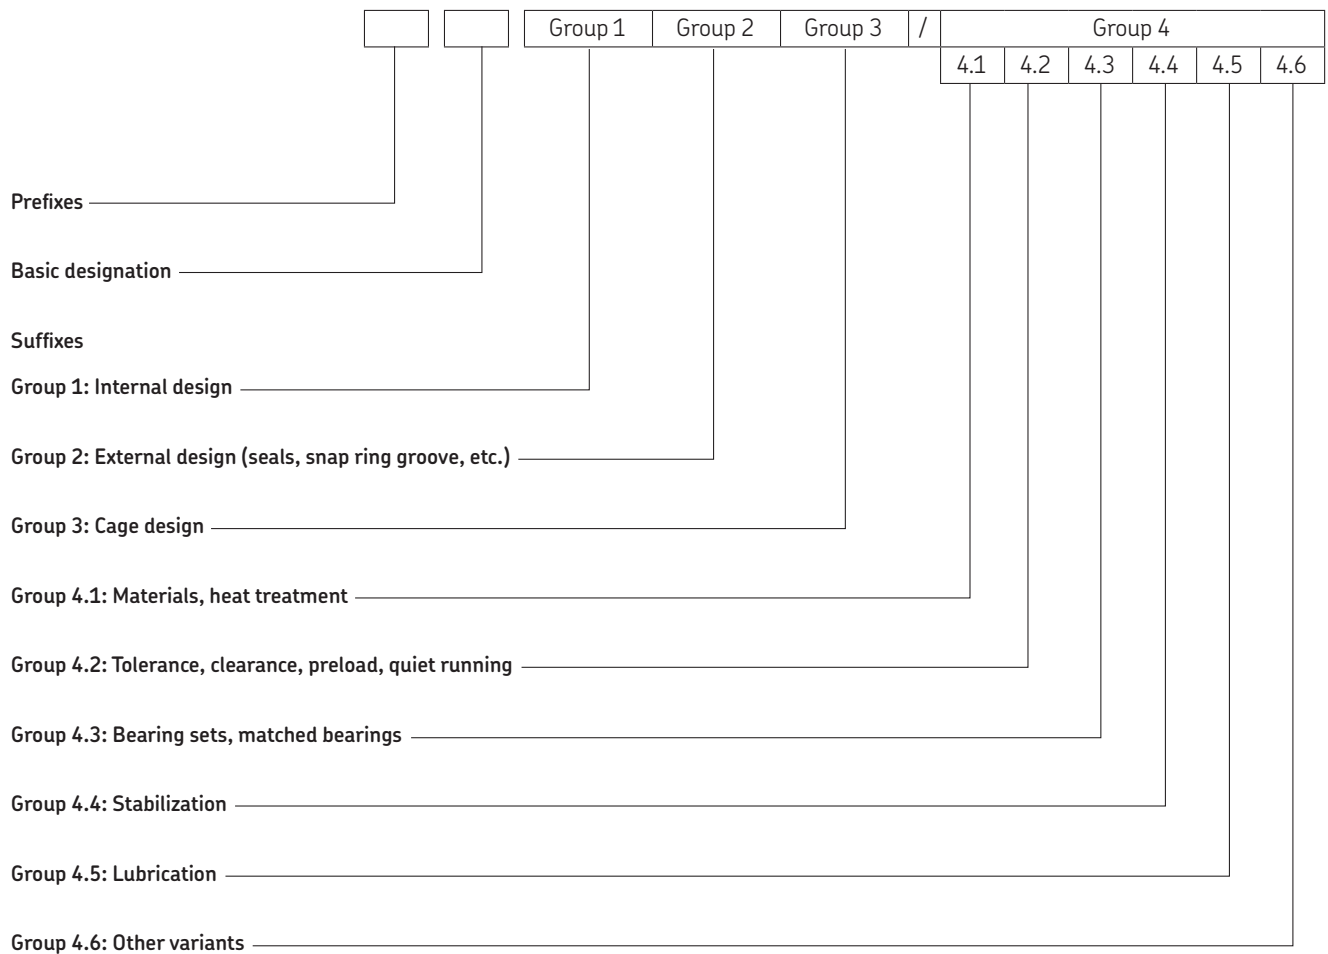 Group 1 Group 2 Group 3 / Group 4
4.1 4.2 4.3 4.4 4.5 4.6
Prefixes
Basic designation
Suffixes
Group 1: Internal design
Group 2: External design (seals, snap ring groove, etc.)
Group 3: Cage design
Group 4.1: Materials, heat treatment
Group 4.2: Tolerance, clearance, preload, quiet running
Group 4.3: Bearing sets, matched bearings
Group 4.4: Stabilization
Group 4.5: Lubrication
Group 4.6: Other variants